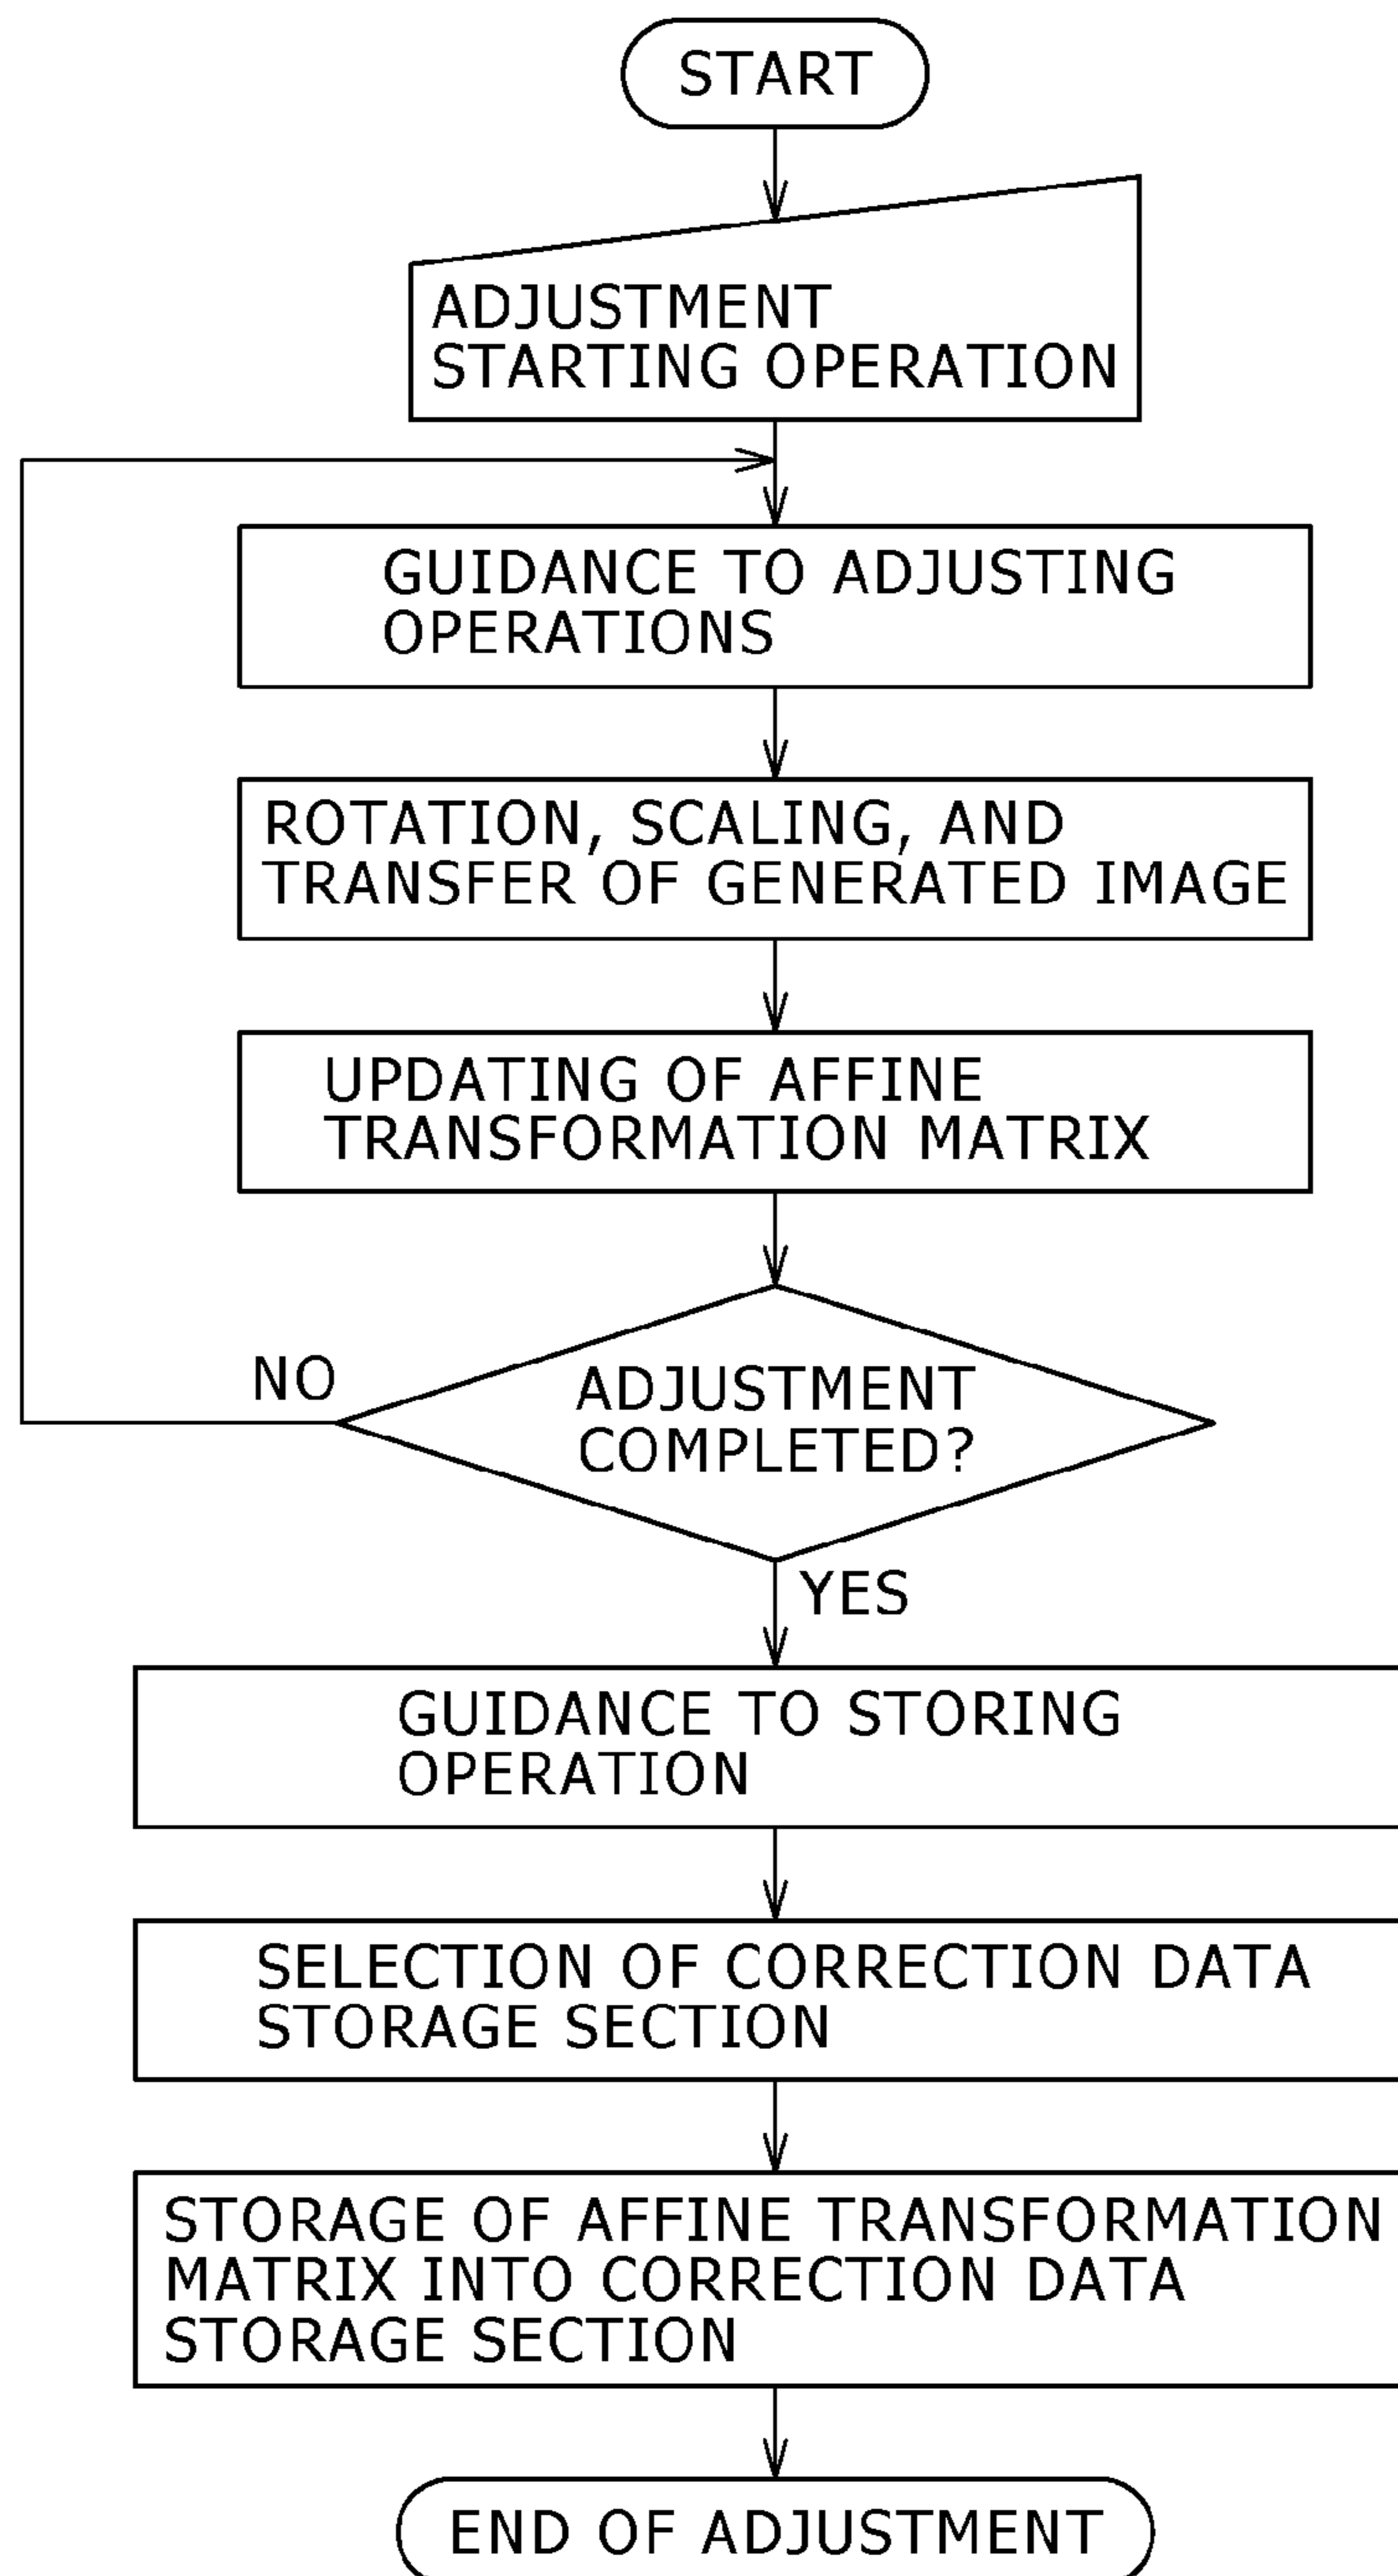 START
ADJUSTMENT
STARTING OPERATION
GUIDANCE TO ADJUSTING
OPERATIONS
ROTATION, SCALING, AND
TRANSFER OF GENERATED IMAGE
UPDATING OF AFFINE
TRANSFORMATION MATRIX
NO
ADJUSTMENT
COMPLETED?
YES
GUIDANCE TO STORING
OPERATION
SELECTION OF CORRECTION DATA
STORAGE SECTION
STORAGE OF AFFINE TRANSFORMATION
MATRIX INTO CORRECTION DATA
STORAGE SECTION
END OF ADJUSTMENT